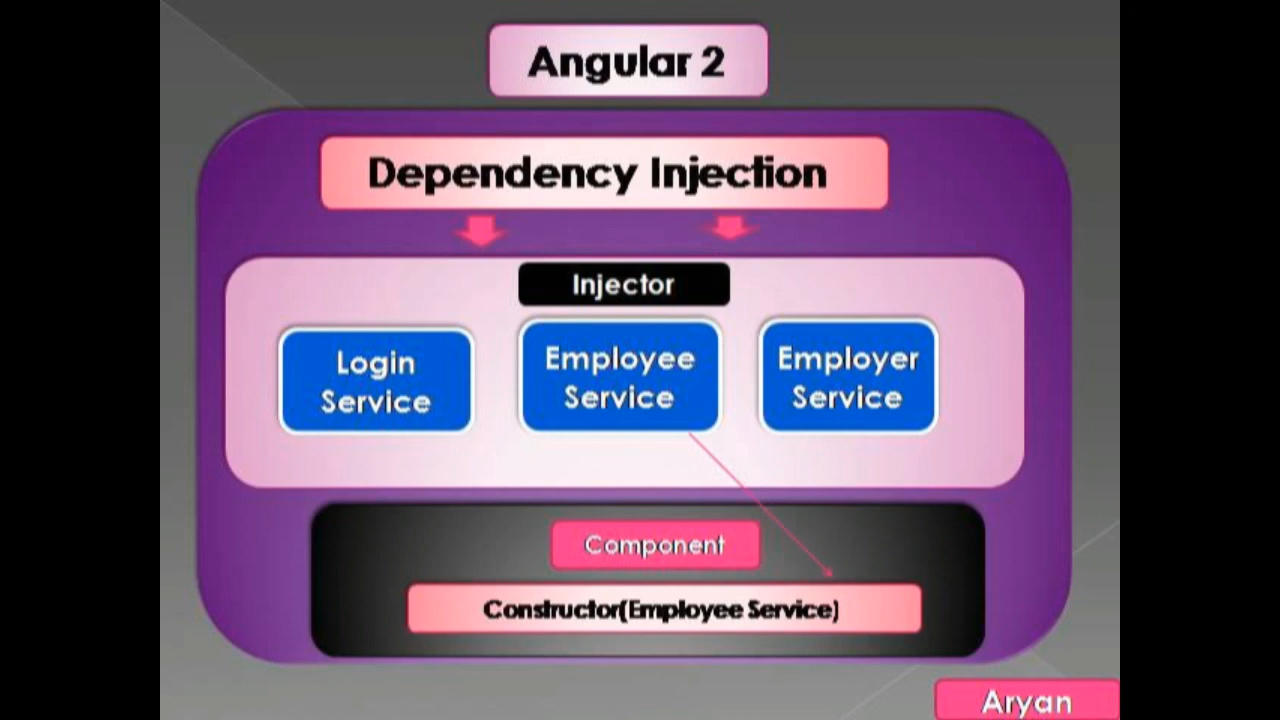 Angular 2
Dependency Injection
Injector
Login
Service
Employee
Service
Employer
Service
Component
Constructor(Employee Service)
Aryan